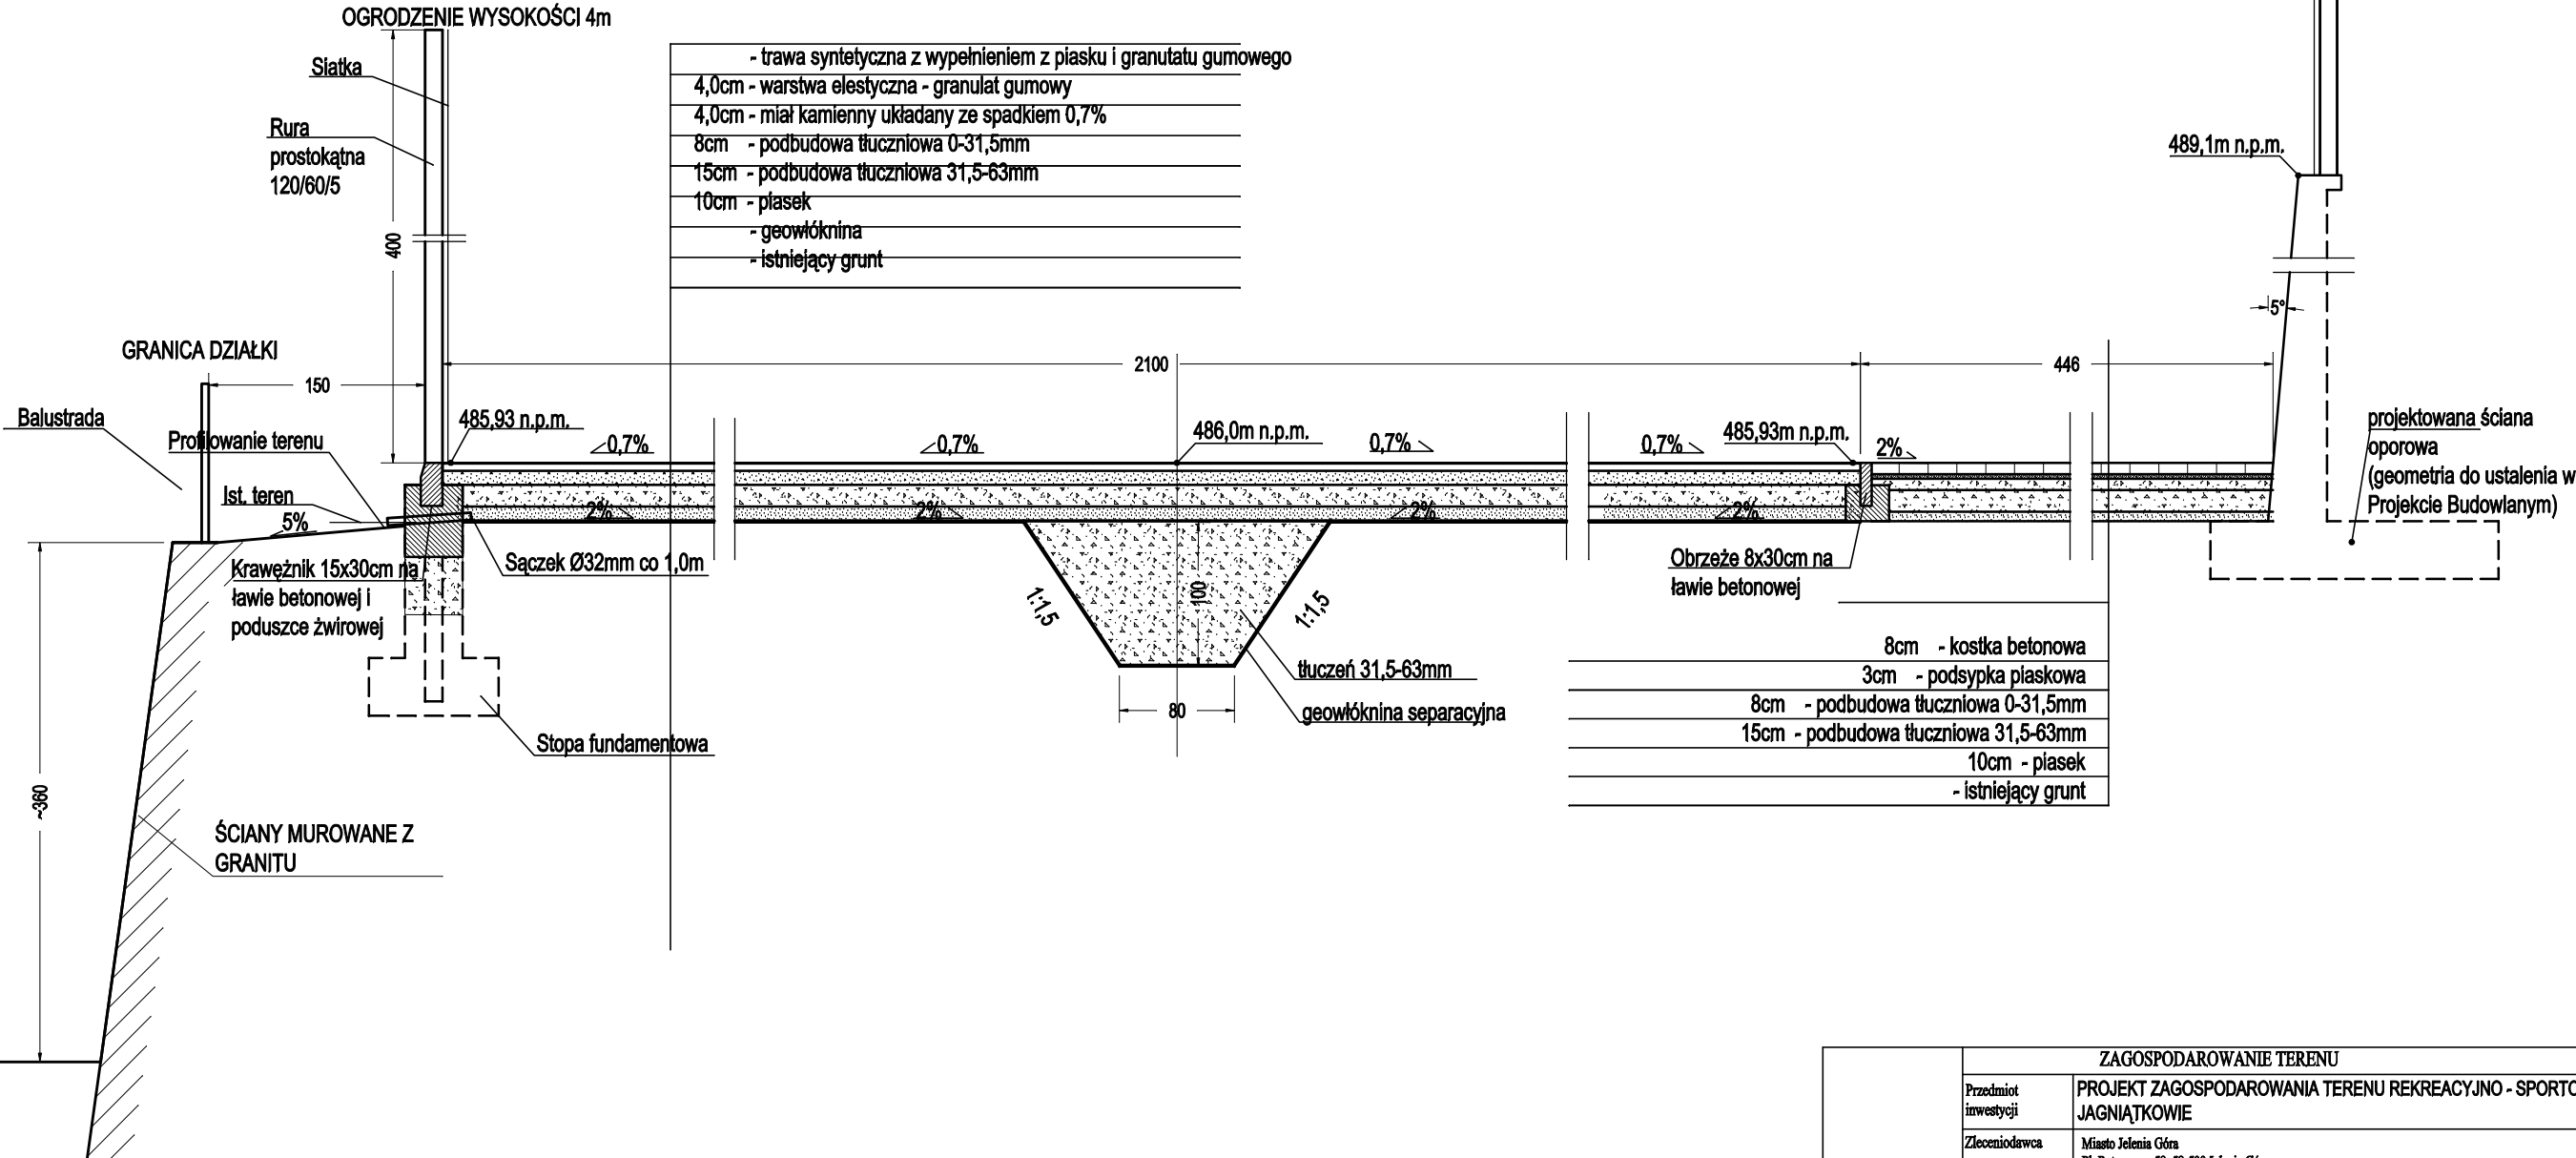 OGRODZENIE WYSOKOŚCI 4m
Siatka
Rura
prostokątna
120/60/5
400
- trawa syntetyczna z wypełnieniem z piasku i granutatu gumowego
4,0cm - warstwa elestyczna - granulat gumowy
4,0cm - miał kamienny układany ze spadkiem 0,7%
8cm - podbudowa tłuczniowa 0-31,5mm
15cm - podbudowa tłuczniowa 31,5-63mm
10cm - piasek
- geowłóknina
- istniejący grunt
489,1m n.p.m.
5°
GRANICA DZIAŁKI
150
2100
446
Balustrada
Profilowanie terenu
Ist. teren
5%
485,93 n.p.m.
0,7%
0,7%
486,0m n.p.m.
0,7%
0,7%
485,93m n.p.m.
2%
projektowana ściana
oporowa
(geometria do ustalenia w
Projekcie Budowlanym)
2%
2%
2%
2%
Krawężnik 15x30cm na
ławie betonowej i
poduszce żwirowej
Sączek Ø32mm co 1,0m
1:1,5
100
1:1,5
Obrzeże 8x30cm na
ławie betonowej
tłuczeń 31,5-63mm
geowłóknina separacyjna
80
Stopa fundamentowa
8cm - kostka betonowa
3cm - podsypka piaskowa
8cm - podbudowa tłuczniowa 0-31,5mm
15cm - podbudowa tłuczniowa 31,5-63mm
10cm - piasek
- istniejący grunt
~360
ŚCIANY MUROWANE Z
GRANITU
ZAGOSPODAROWANIE TERENU
Przedmiot
inwestycji
PROJEKT ZAGOSPODAROWANIA TERENU REKREACYJNO - SPORTO
JAGNIĄTKOWIE
Zleceniodawca
Miasto Jelenia Góra